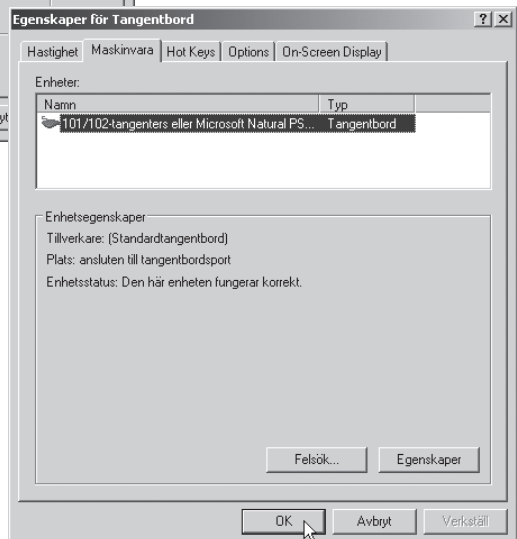 Egenskaper för Tangentbord
Hastighet Maskinvara Hot Keys Options On-Screen Display
Enheter:
Namn Typ
101/102-tangenters eller Microsoft Natural PS... Tangentbord
Enhetsegenskaper
Tillverkare: (Standardtangentbord)
Plats: ansluten till tangentbordsport
Enhetsstatus: Den här enheten fungerar korrekt.
Felsök... Egenskaper
OK Avbryt Verkställ